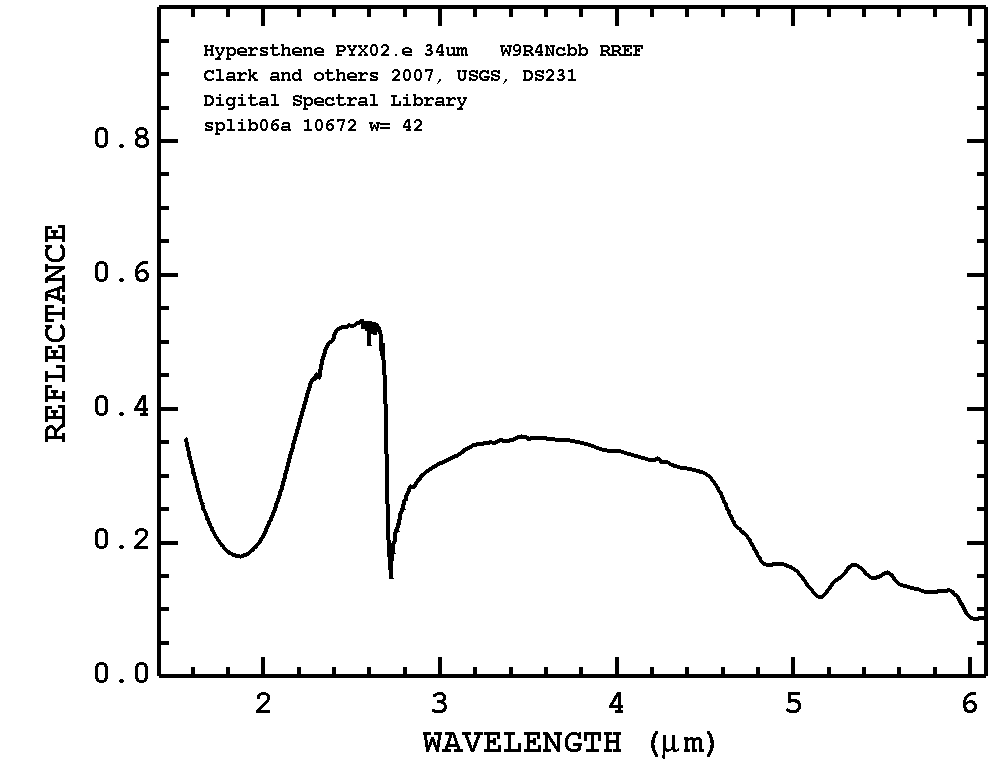 Hypersthene PYX02.e 34um W9R4Ncbb RREF
Clark and others 2007, USGS, DS231
Digital Spectral Library
splib06a 10672 w= 42
REFLECTANCE
0.8
0.6
0.4
0.2
0.0
2 3 4 5 6
WAVELENGTH (µm)